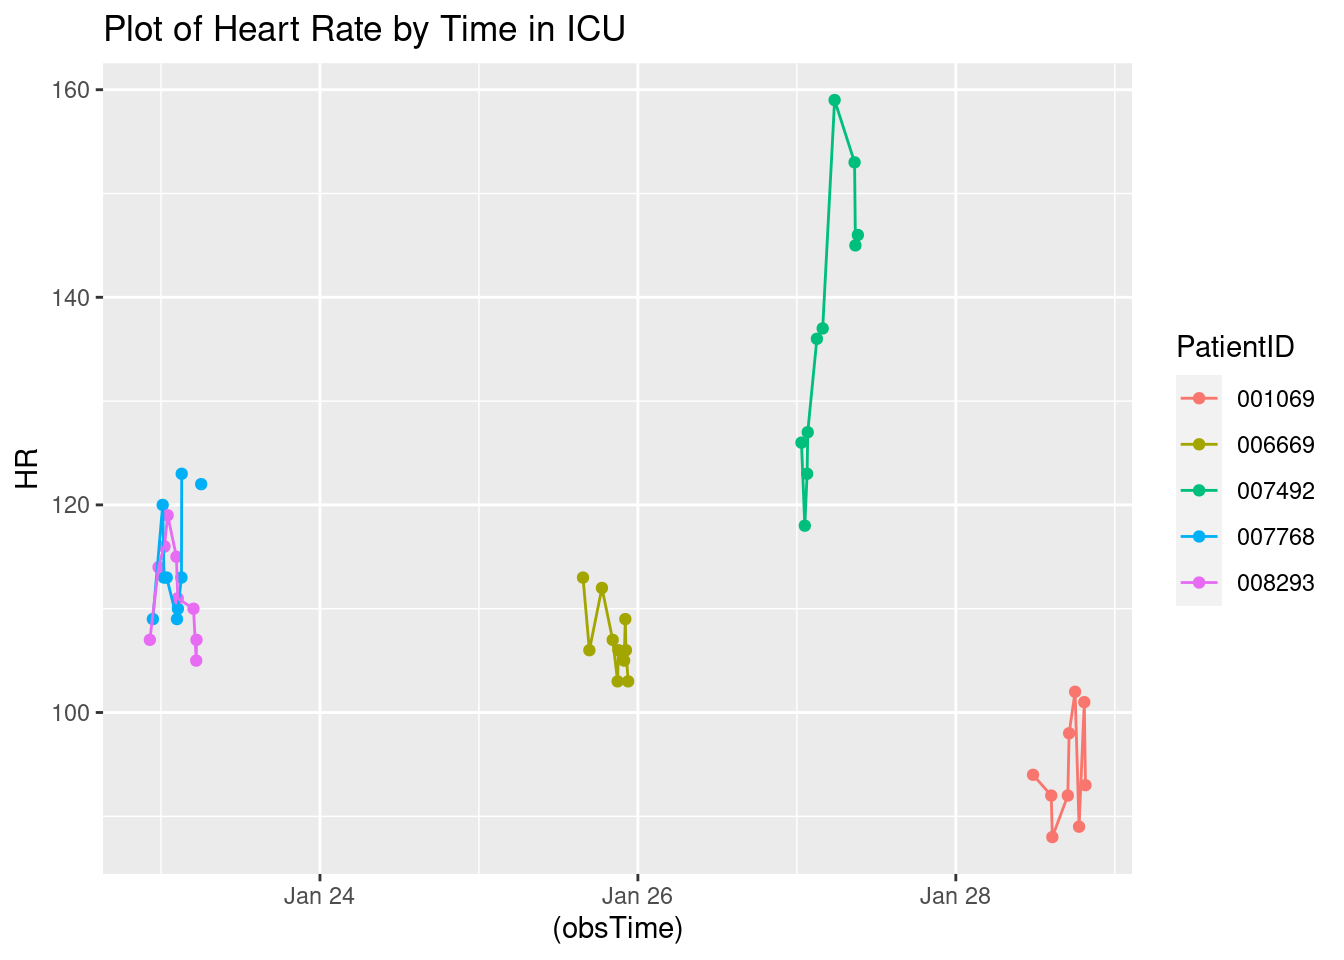 Plot of Heart Rate by Time in ICU
160
140
120
100
HR
Jan 24
Jan 26
Jan 28
(obsTime)
PatientID
001069
006669
007492
007768
008293